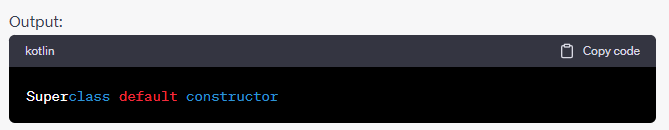 Output:
kotlin Copy code
Superclass default constructor